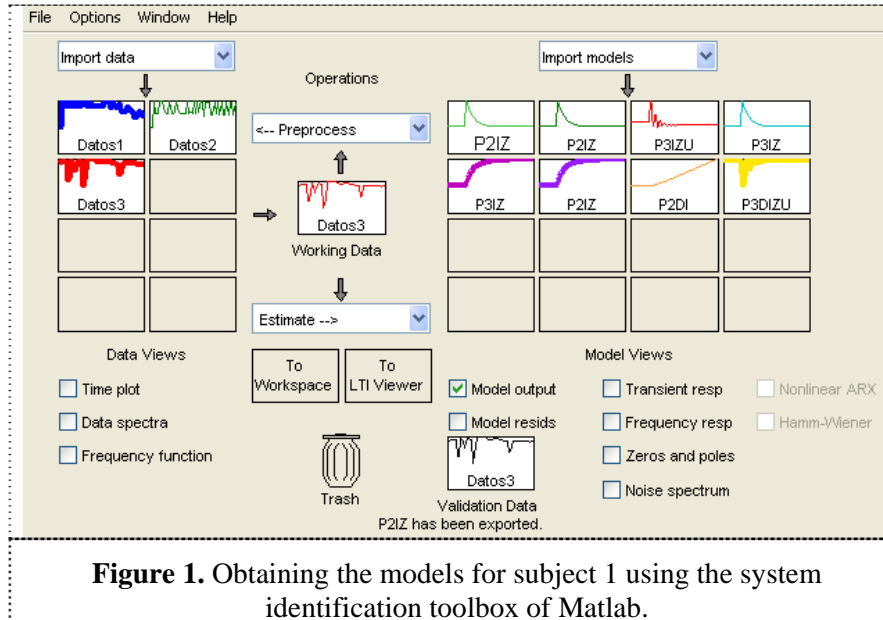 File Options Window Help
Import data
Import models
Operations
<-- Preprocess
Datos1 Datos2
P2IZ P2IZ P3IZU P3IZ
Datos3
Datos3
P3IZ P2IZ P2DI P3DIZU
Working Data
Estimate -->
Data Views
Model Views
To Workspace
To LTI Viewer
Time plot
Data spectra
Frequency function
Model output
Model resids
Transient resp
Frequency resp
Zeros and poles
Noise spectrum
Nonlinear ARX
Hamm-Wiener
Trash
Datos3
Validation Data
P2IZ has been exported.
Figure 1. Obtaining the models for subject 1 using the system
identification toolbox of Matlab.